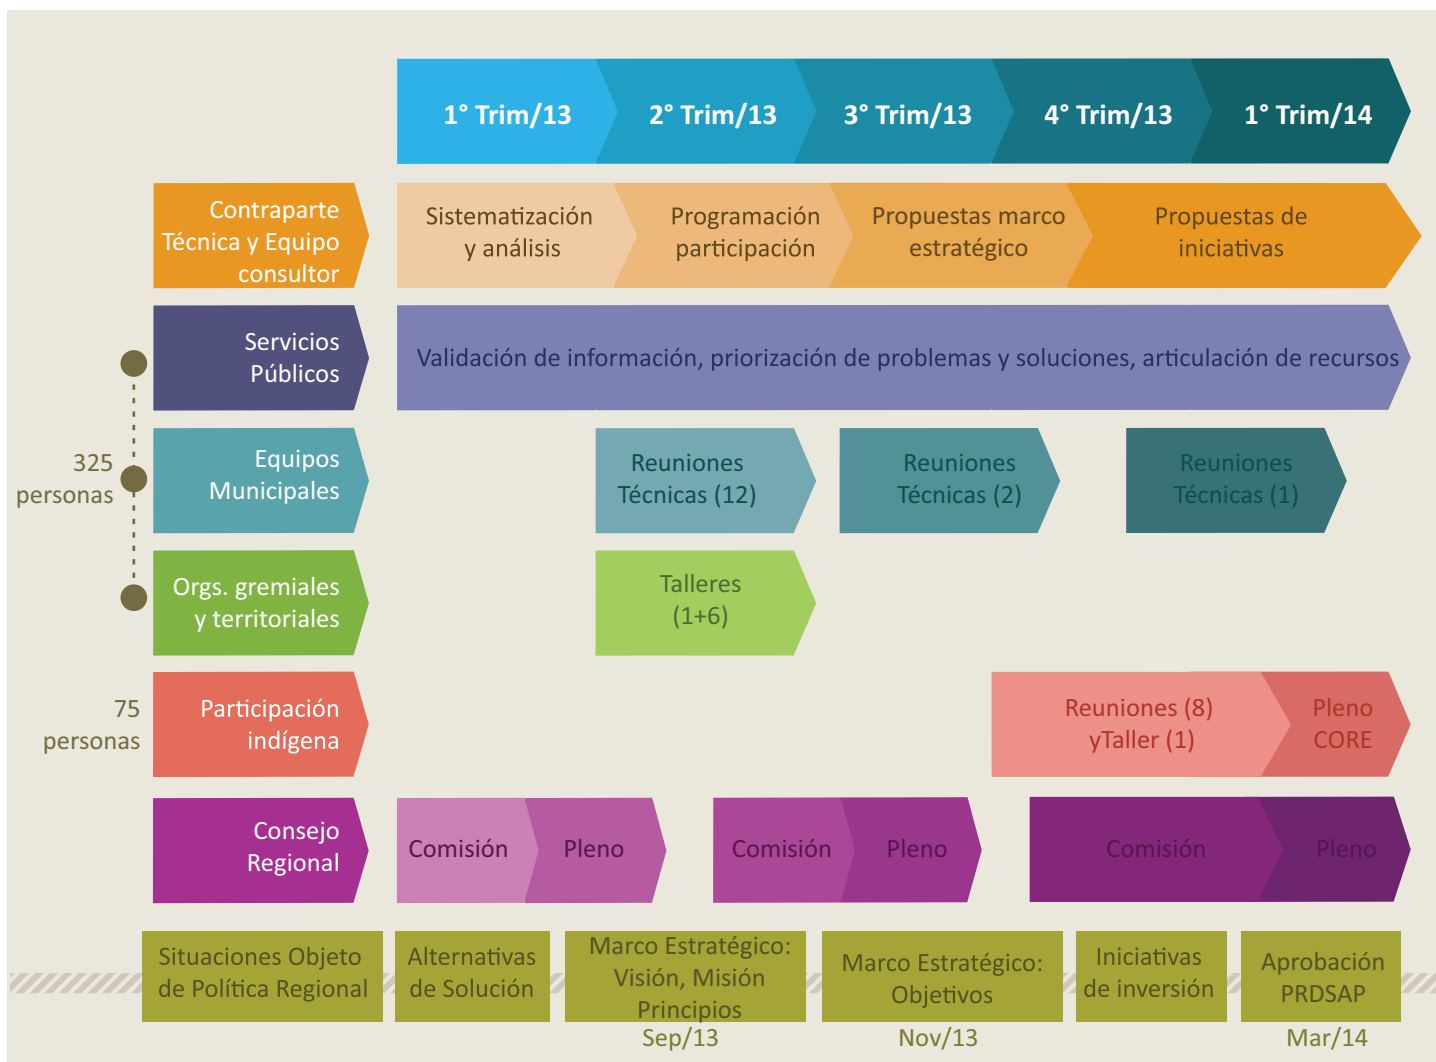 1° Trim/13
2° Trim/13
3° Trim/13
4° Trim/13
1° Trim/14
Contraparte
Técnica y Equipo
consultor
Sistematización
y análisis
Programación
participación
Propuestas marco
estratégico
Propuestas de
iniciativas
Servicios
Públicos
Validación de información, priorización de problemas y soluciones, articulación de recursos
325
personas
Equipos
Municipales
Reuniones
Técnicas (12)
Reuniones
Técnicas (2)
Reuniones
Técnicas (1)
Orgs. gremiales
y territoriales
Talleres
(1+6)
75
personas
Participación
indígena
Reuniones (8)
yTaller (1)
Pleno
CORE
Consejo
Regional
Comisión
Pleno
Comisión
Pleno
Comisión
Pleno
Situaciones Objeto
de Política Regional
Alternativas
de Solución
Marco Estratégico:
Visión, Misión
Principios
Sep/13
Marco Estratégico:
Objetivos
Nov/13
Iniciativas
de inversión
Aprobación
PRDSAP
Mar/14